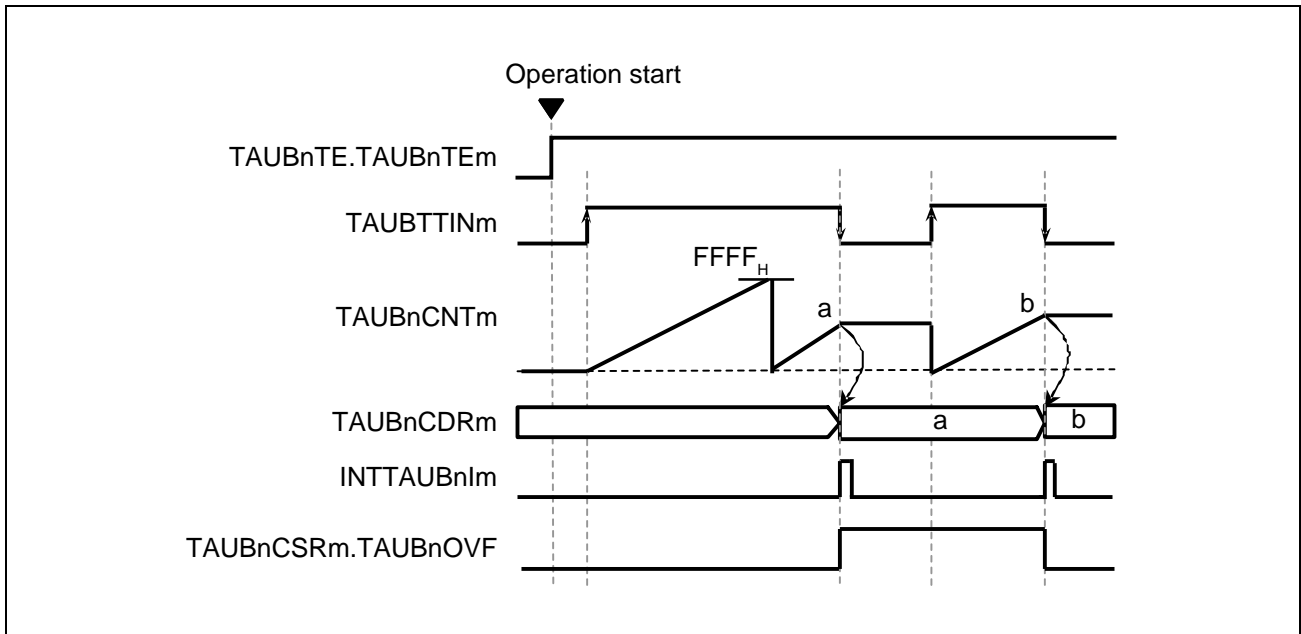 Operation start
TAUBnTE.TAUBnTEm
TAUBTTINm
FFFFH
TAUBnCNTm
a
b
TAUBnCDRm
a
b
INTTAUBnIm
TAUBnCSRm.TAUBnOVF